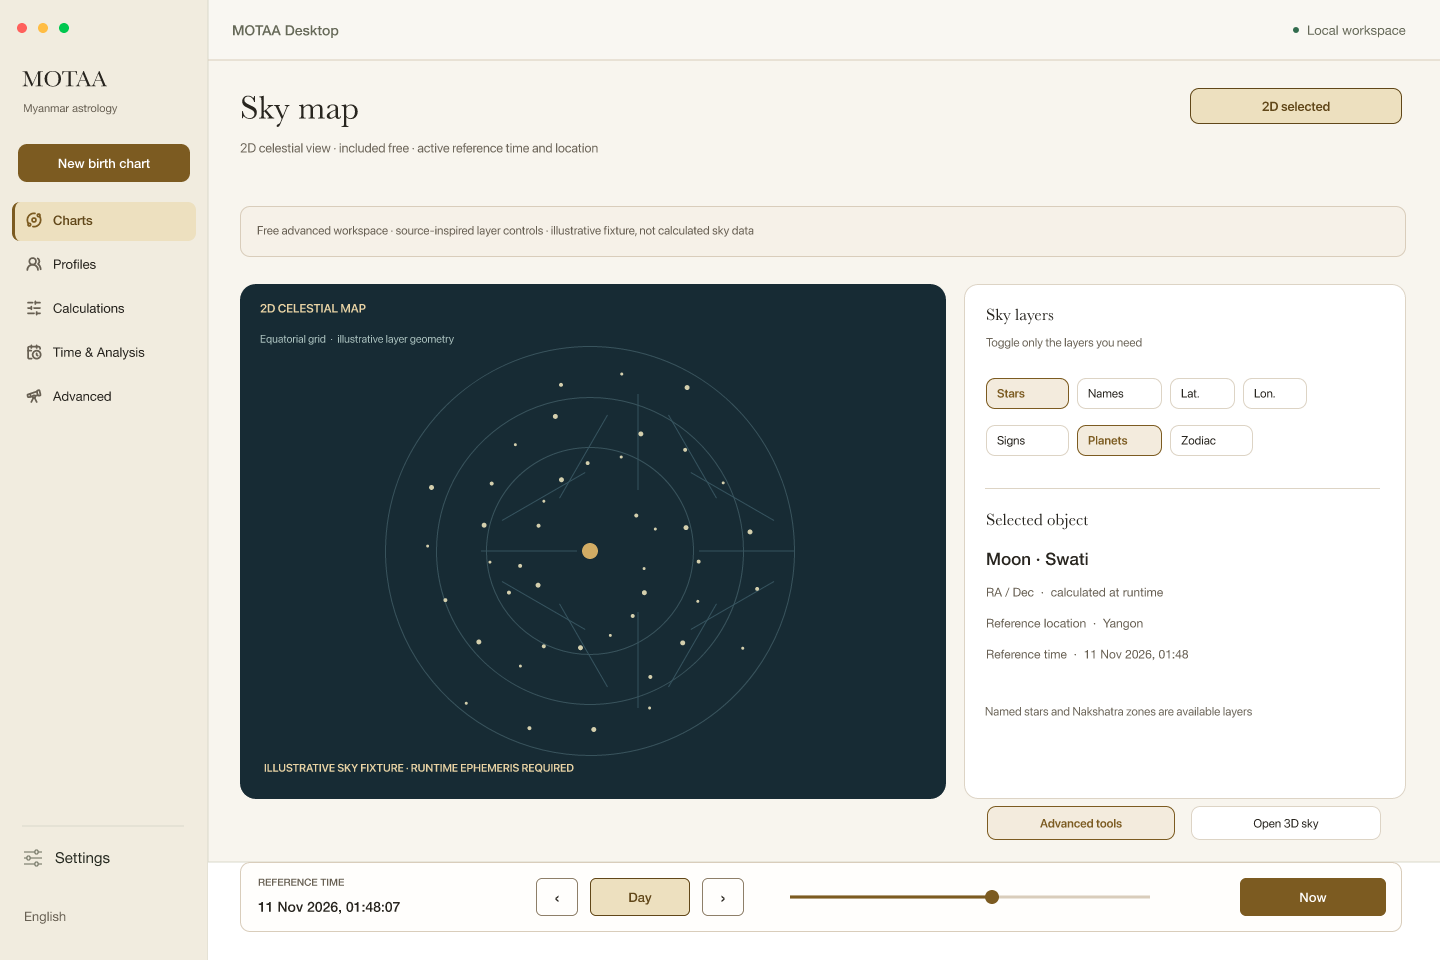 MOTAA Desktop
Local workspace
MOTAA
Myanmar astrology
New birth chart
Charts
Profiles
Calculations
Time & Analysis
Advanced
Settings
English
Sky map
2D selected
2D celestial view · included free · active reference time and location
Free advanced workspace · source-inspired layer controls · illustrative fixture, not calculated sky data
2D CELESTIAL MAP
Equatorial grid · illustrative layer geometry
ILLUSTRATIVE SKY FIXTURE · RUNTIME EPHEMERIS REQUIRED
Sky layers
Toggle only the layers you need
Stars Names Lat. Lon.
Signs Planets Zodiac
Selected object
Moon · Swati
RA / Dec · calculated at runtime
Reference location · Yangon
Reference time · 11 Nov 2026, 01:48
Named stars and Nakshatra zones are available layers
Advanced tools Open 3D sky
REFERENCE TIME
11 Nov 2026, 01:48:07
‹ Day › Now